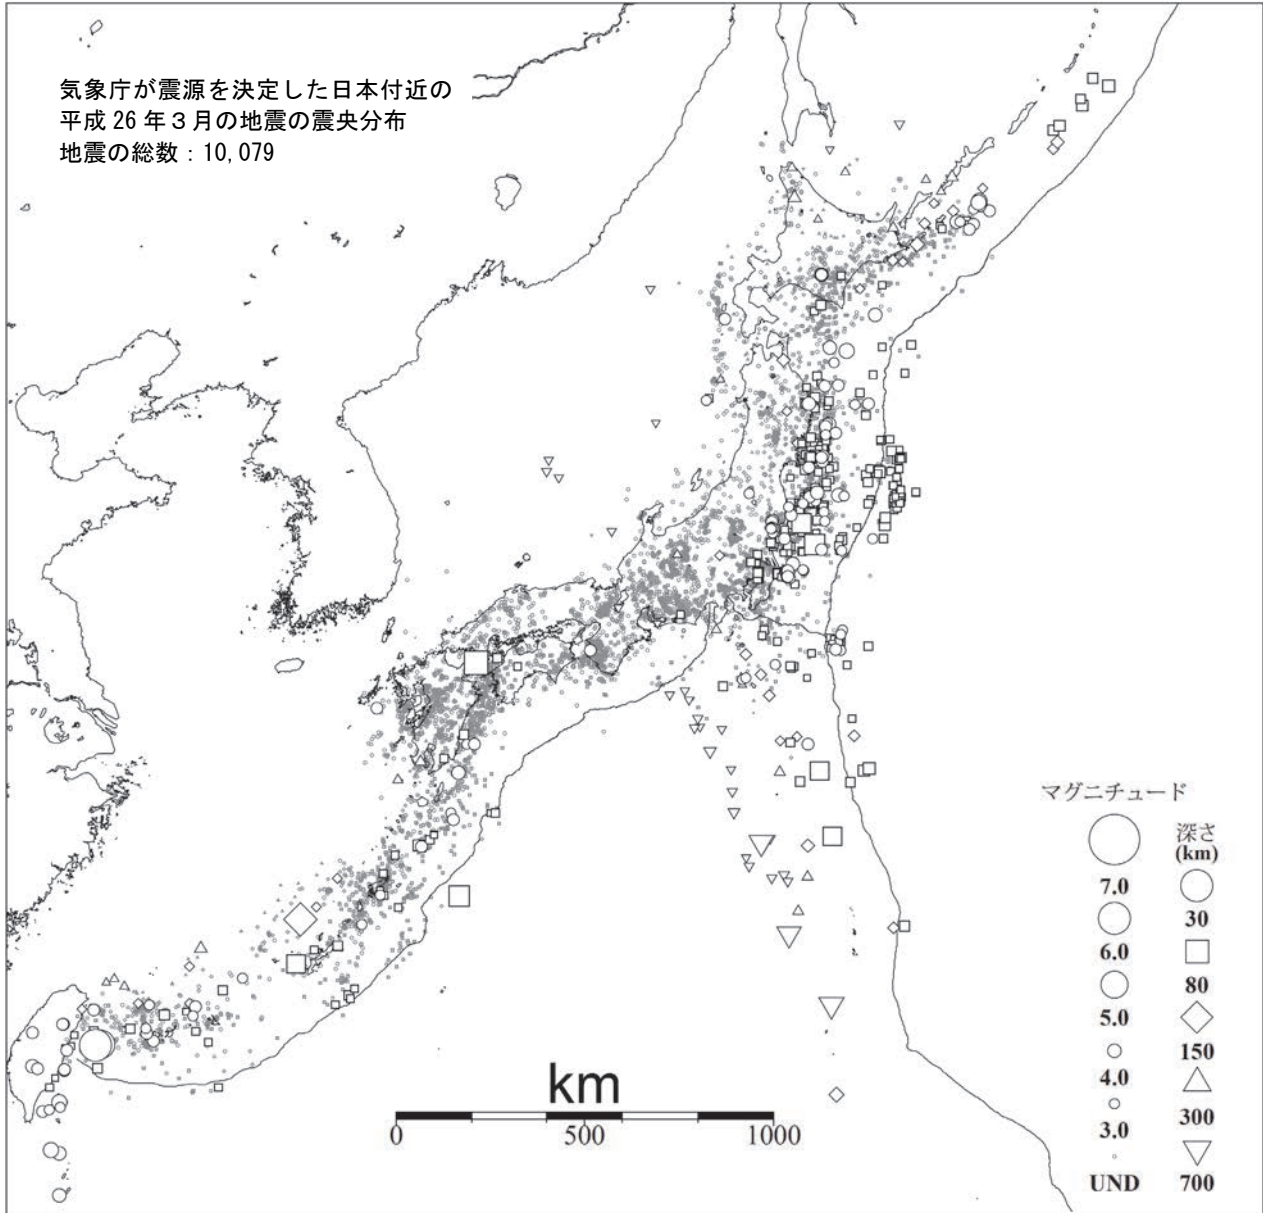 気象庁が震源を決定した日本付近の
平成26年３月の地震の震央分布
地震の総数：10,079
マグニチュード
深さ
(km)
7.0
30
6.0
80
5.0
150
4.0
300
3.0
UND
700
km
0
500
1000